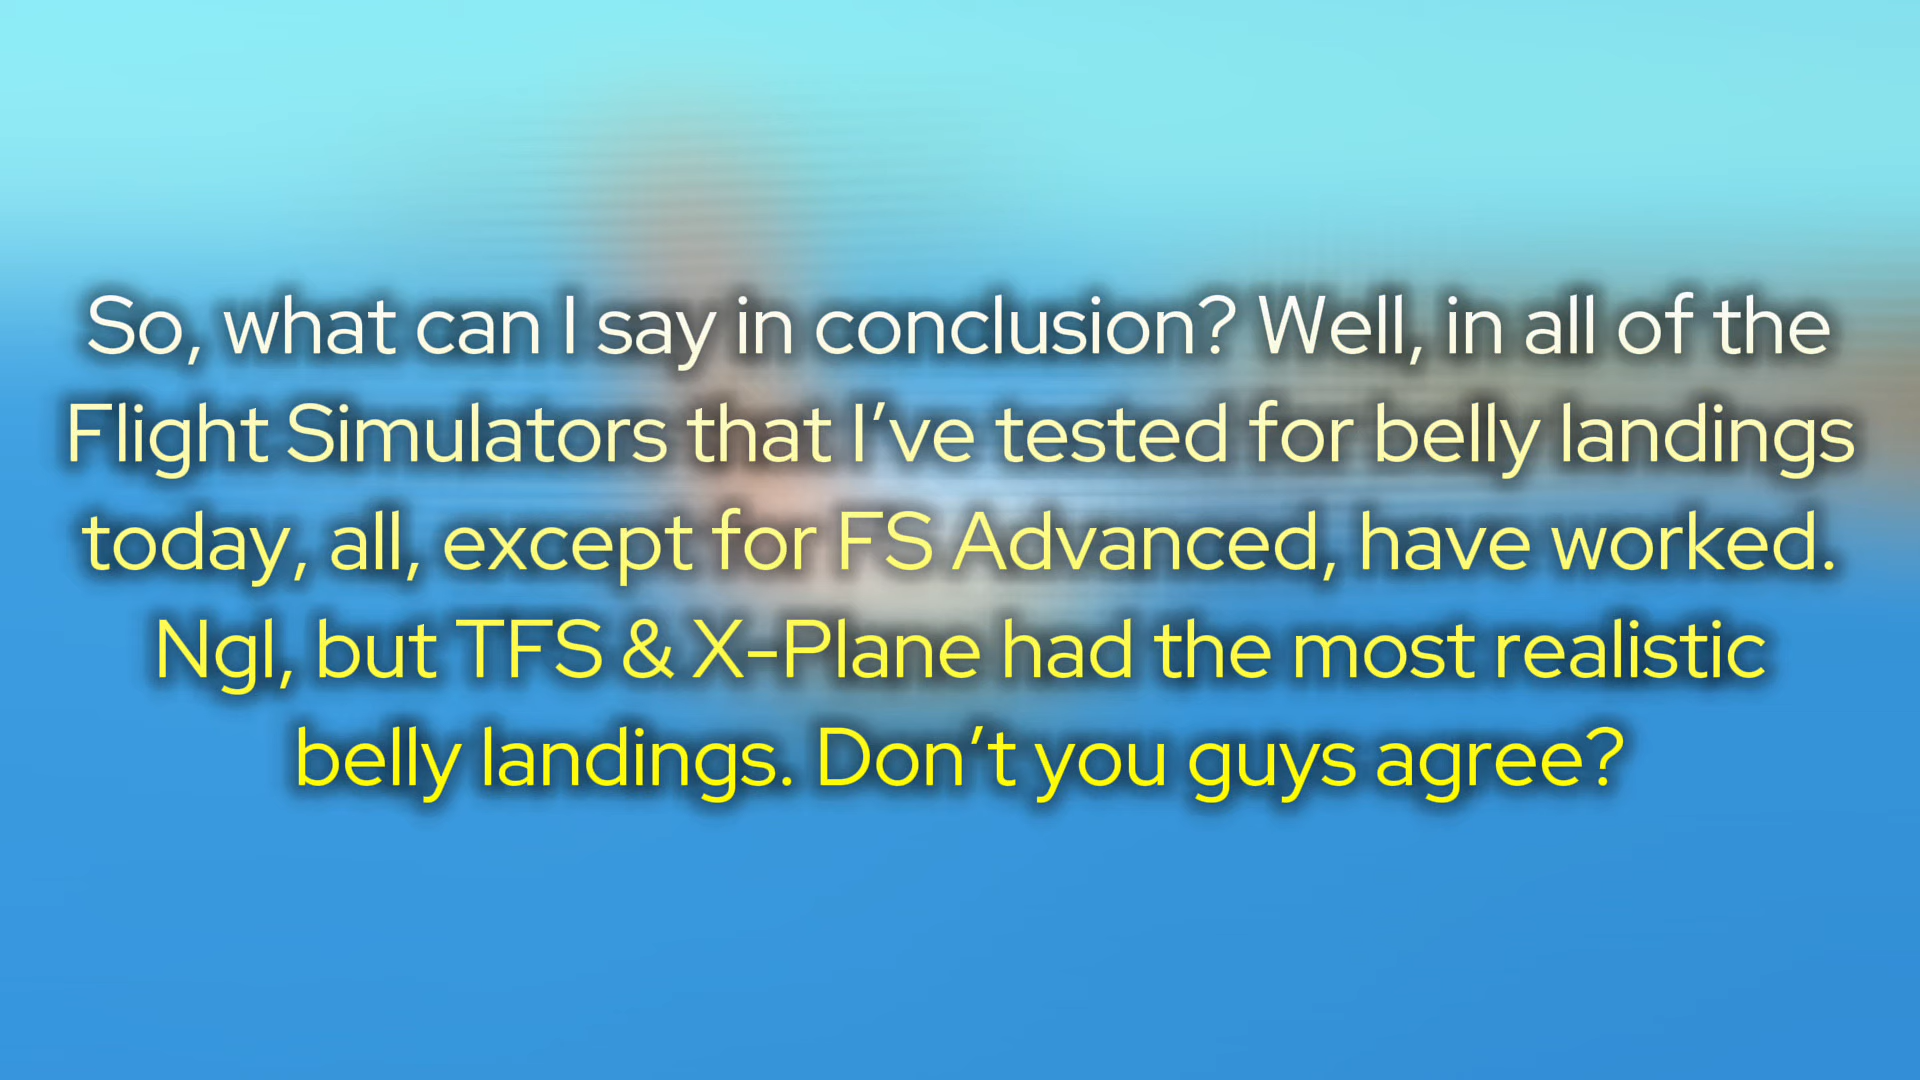 So, what can I say in conclusion? Well, in all of the
Flight Simulators that I’ve tested for belly landings
today, all, except for FS Advanced, have worked.
Ngl, but TFS & X-Plane had the most realistic
belly landings. Don’t you guys agree?